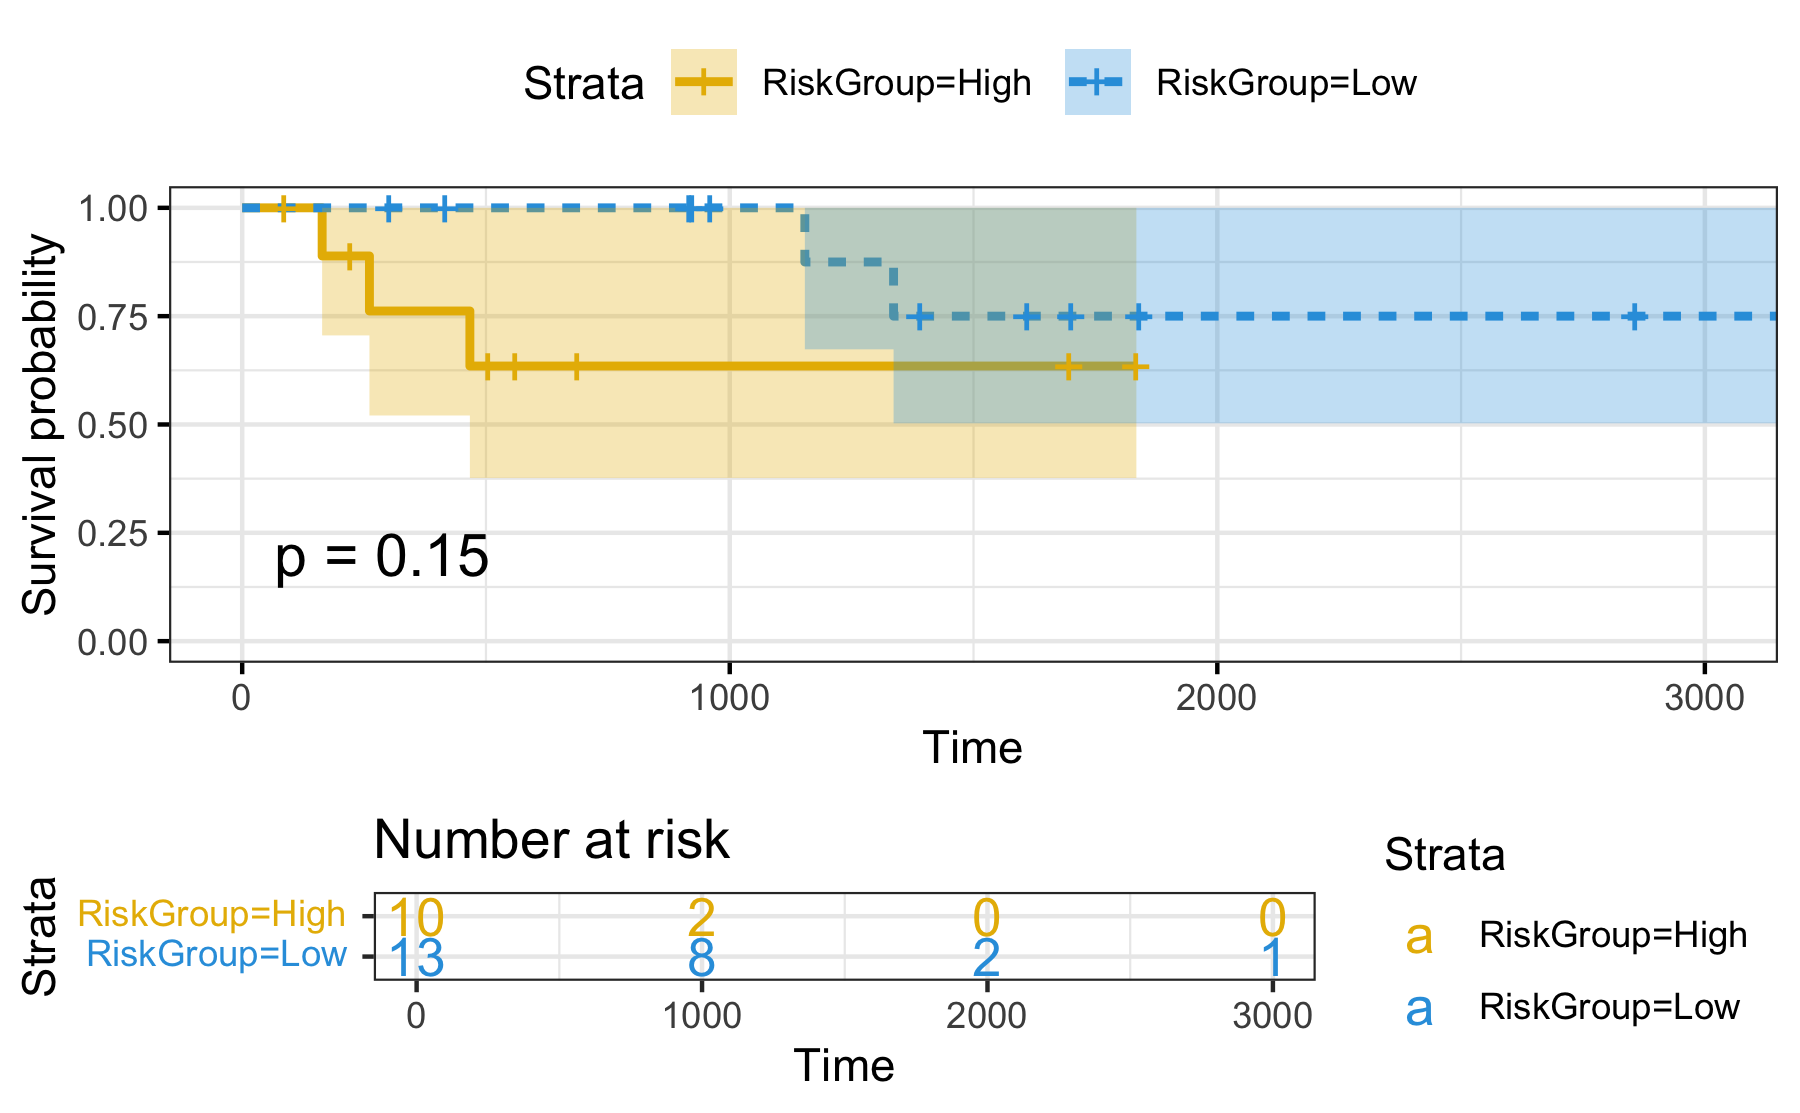 Strata RiskGroup=High RiskGroup=Low
Survival probability
1.00
0.75
0.50
0.25
0.00
p = 0.15
0 1000 2000 3000
Time
Number at risk
Strata
RiskGroup=High 10 2 0 0
RiskGroup=Low 13 8 2 1
0 1000 2000 3000
Time
Strata
a RiskGroup=High
a RiskGroup=Low